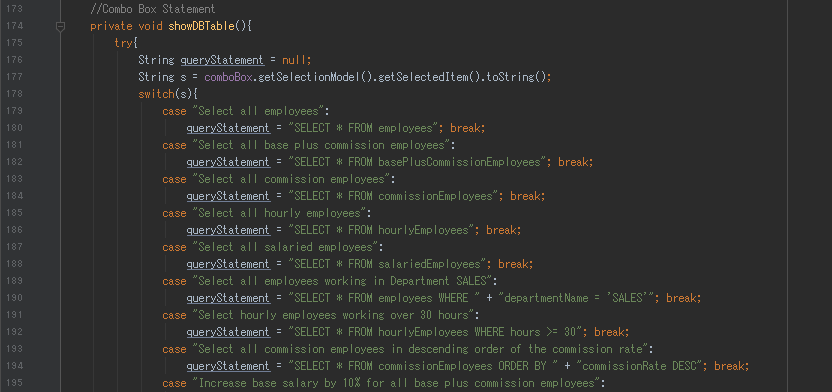 173 //Combo Box Statement
174 private void showDBTable(){
175 try{
176 String queryStatement = null;
177 String s = comboBox.getSelectionModel().getSelectedItem().toString();
178 switch(s){
179 case "Select all employees":
180 queryStatement = "SELECT * FROM employees"; break;
181 case "Select all base plus commission employees":
182 queryStatement = "SELECT * FROM basePlusCommissionEmployees"; break;
183 case "Select all commission employees":
184 queryStatement = "SELECT * FROM commissionEmployees"; break;
185 case "Select all hourly employees":
186 queryStatement = "SELECT * FROM hourlyEmployees"; break;
187 case "Select all salaried employees":
188 queryStatement = "SELECT * FROM salariedEmployees"; break;
189 case "Select all employees working in Department SALES":
190 queryStatement = "SELECT * FROM employees WHERE " + "departmentName = 'SALES'"; break;
191 case "Select hourly employees working over 30 hours":
192 queryStatement = "SELECT * FROM hourlyEmployees WHERE hours >= 30"; break;
193 case "Select all commission employees in descending order of the commission rate":
194 queryStatement = "SELECT * FROM commissionEmployees ORDER BY " + "commissionRate DESC"; break;
195 case "Increase base salary by 10% for all base plus commission employees":